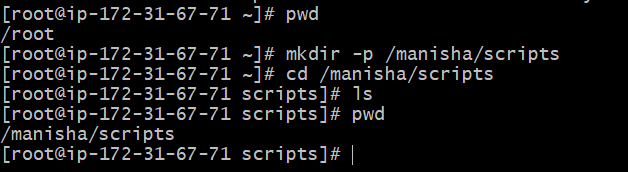 [root@ip-172-31-67-71 ~]# pwd
/root
[root@ip-172-31-67-71 ~]# mkdir -p /manisha/scripts
[root@ip-172-31-67-71 ~]# cd /manisha/scripts
[root@ip-172-31-67-71 scripts]# ls
[root@ip-172-31-67-71 scripts]# pwd
/manisha/scripts
[root@ip-172-31-67-71 scripts]#